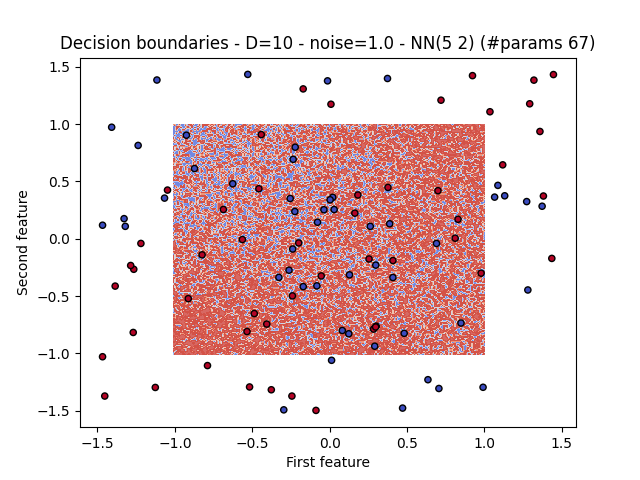 Decision boundaries - D=10 - noise=1.0 - NN(5 2) (#params 67)
1.5
1.0
0.5
0.0
−0.5
−1.0
−1.5
Second feature
−1.5 −1.0 −0.5 0.0 0.5 1.0 1.5
First feature